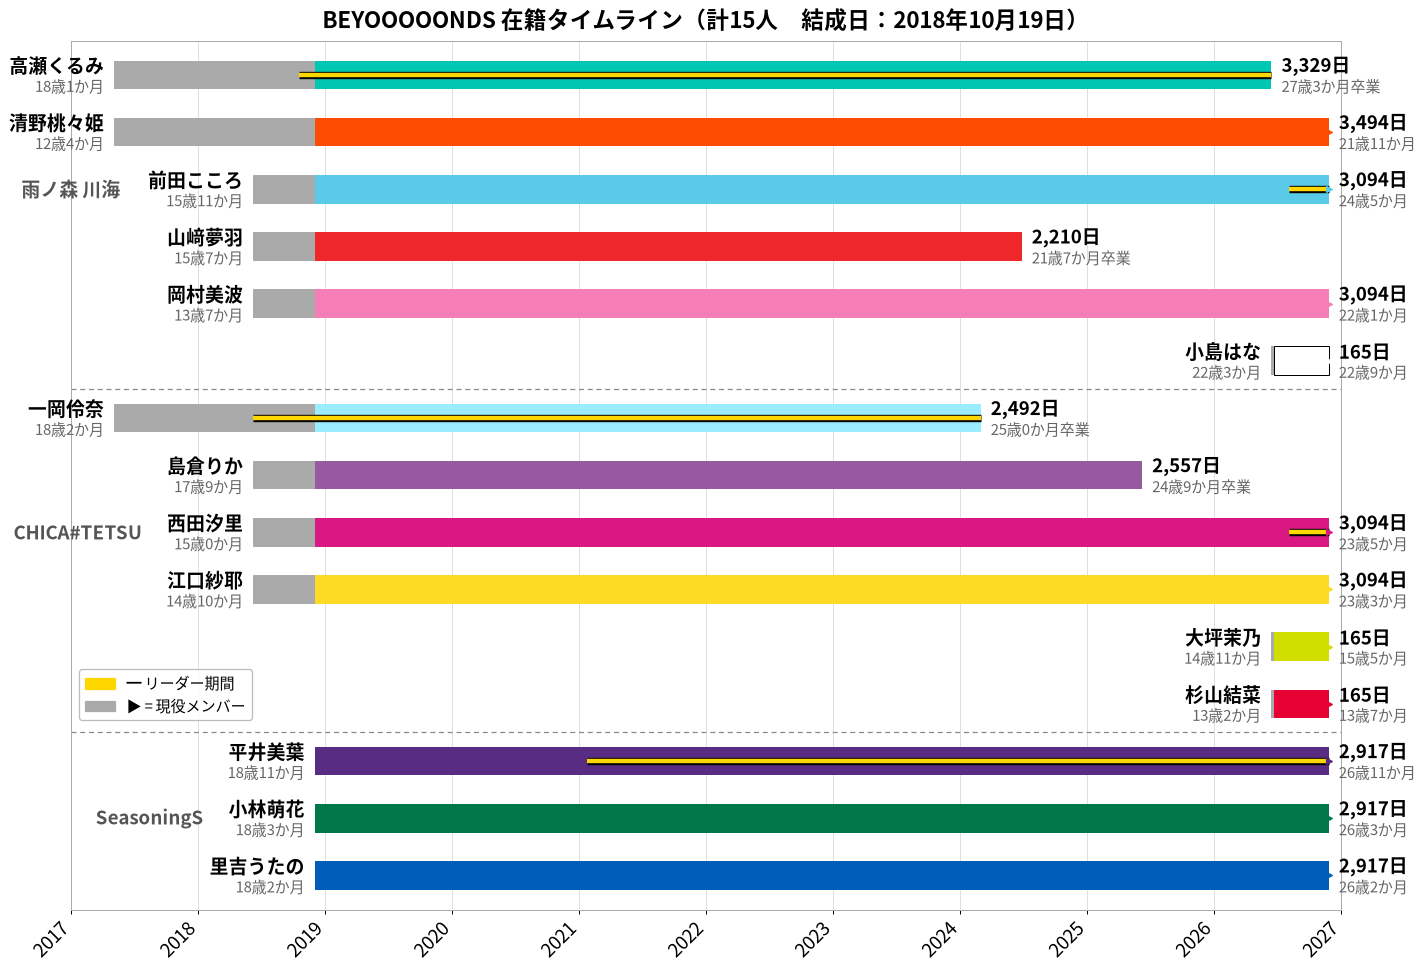 BEYOOOOONDS 在籍タイムライン（計15人　結成日：2018年10月19日）
高瀬くるみ
18歳1か月
3,329日
27歳3か月卒業
清野桃々姫
12歳4か月
3,494日
21歳11か月
雨ノ森 川海
前田こころ
15歳11か月
3,094日
24歳5か月
山﨑夢羽
15歳7か月
2,210日
21歳7か月卒業
岡村美波
13歳7か月
3,094日
22歳1か月
小島はな
22歳3か月
165日
22歳9か月
一岡伶奈
18歳2か月
2,492日
25歳0か月卒業
島倉りか
17歳9か月
2,557日
24歳9か月卒業
CHICA#TETSU
西田汐里
15歳0か月
3,094日
23歳5か月
江口紗耶
14歳10か月
3,094日
23歳3か月
大坪茉乃
14歳11か月
165日
15歳5か月
杉山結菜
13歳2か月
165日
13歳7か月
━ リーダー期間
▶ = 現役メンバー
平井美葉
18歳11か月
2,917日
26歳11か月
SeasoningS
小林萌花
18歳3か月
2,917日
26歳3か月
里吉うたの
18歳2か月
2,917日
26歳2か月
2017 2018 2019 2020 2021 2022 2023 2024 2025 2026 2027